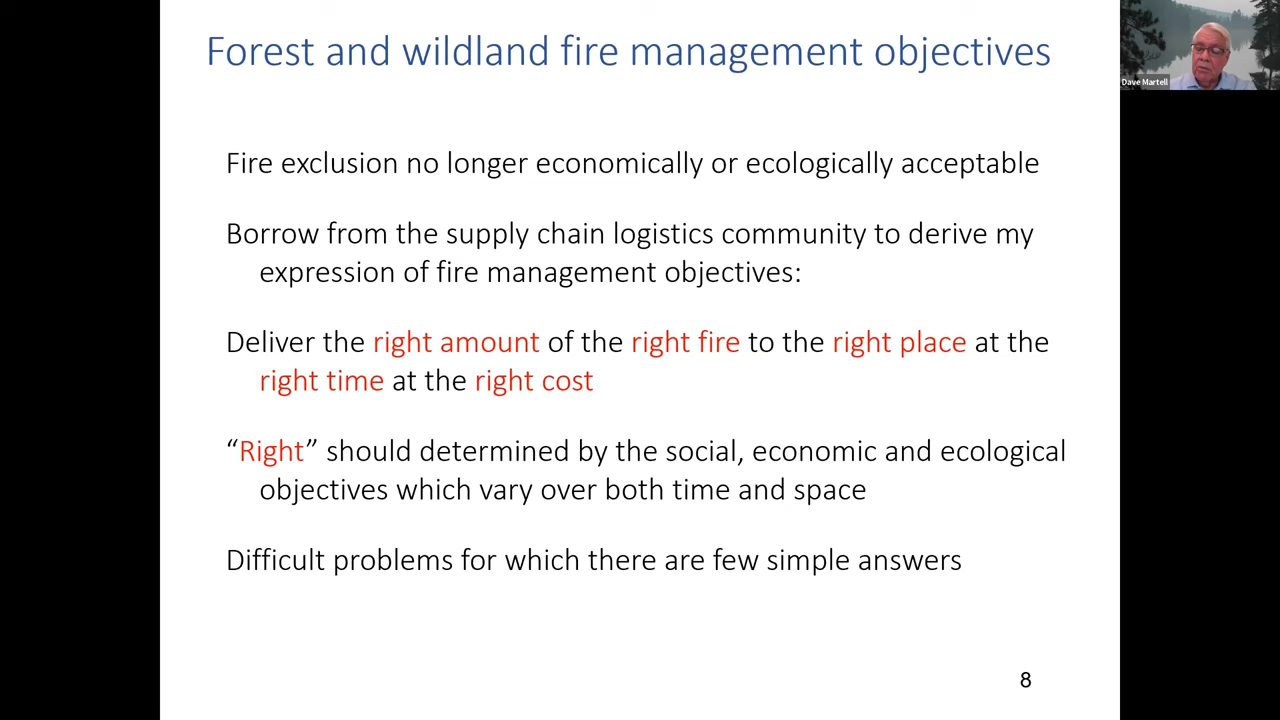 Forest and wildland fire management objectives
Dave Martell
Fire exclusion no longer economically or ecologically acceptable
Borrow from the supply chain logistics community to derive my
expression of fire management objectives:
Deliver the right amount of the right fire to the right place at the
right time at the right cost
“Right” should determined by the social, economic and ecological
objectives which vary over both time and space
Difficult problems for which there are few simple answers
8